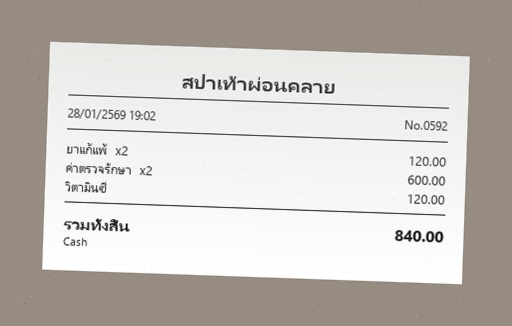 สปาเท้าผ่อนคลาย
28/01/2569 19:02 No.0592
ยาแก้แพ้ x2 120.00
ค่าตรวจรักษา x2 600.00
วิตามินซี 120.00
รวมทั้งสิ้น 840.00
Cash